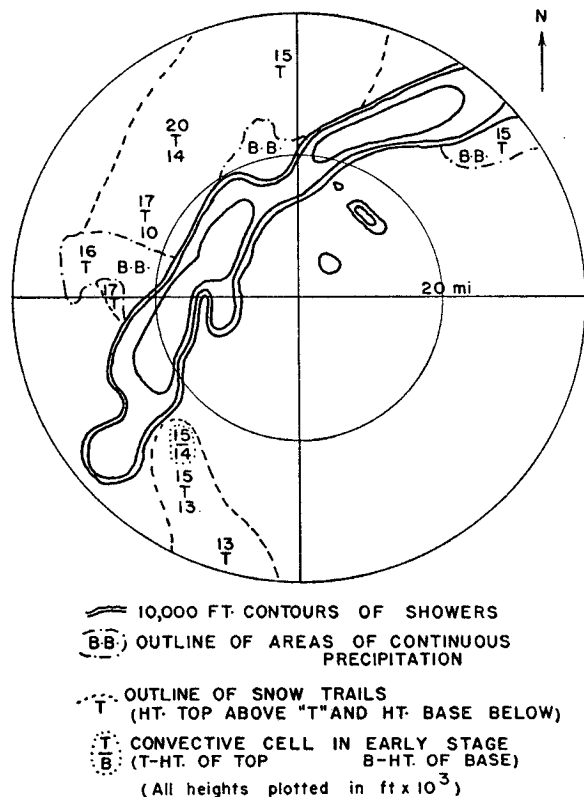 N
15
T
20
T
14
B.B.
15
T
B.B.
17
T
10
16
T
B.B.
17
T
20 mi
15
14
15
T
13
13
T
10,000 FT. CONTOURS OF SHOWERS
B.B. OUTLINE OF AREAS OF CONTINUOUS
PRECIPITATION
T OUTLINE OF SNOW TRAILS
(HT. TOP ABOVE "T" AND HT. BASE BELOW)
T
B
CONVECTIVE CELL IN EARLY STAGE
(T-HT. OF TOP B-HT. OF BASE)
(All heights plotted in ft x 10³)